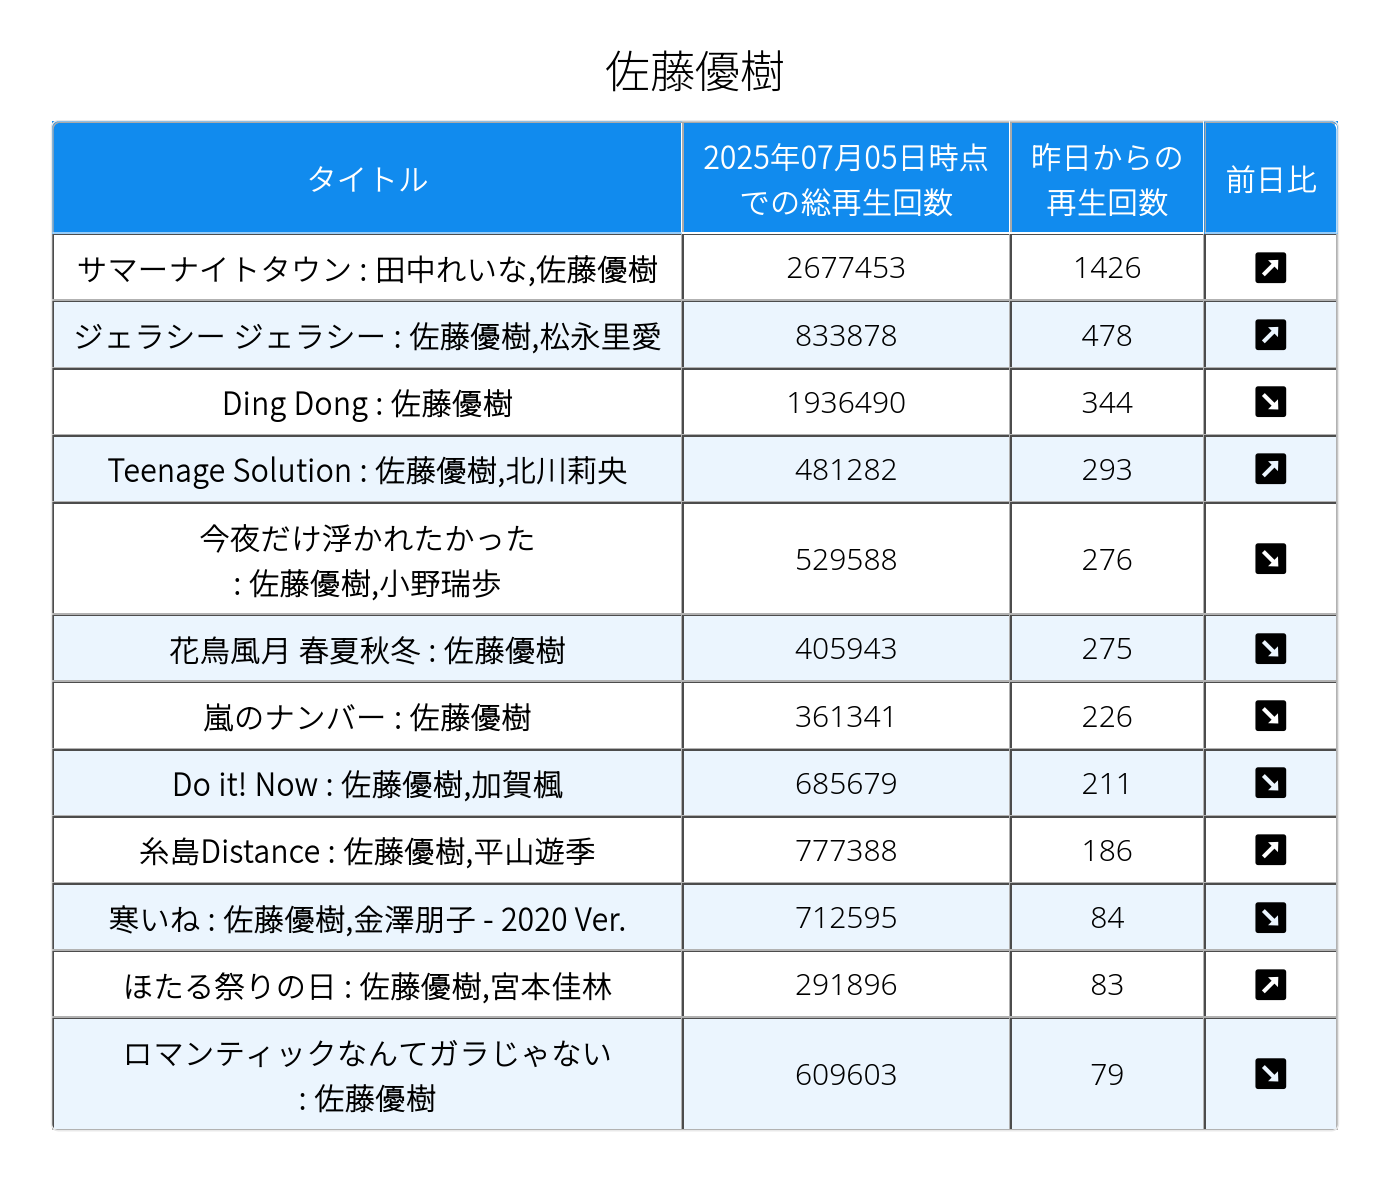 佐藤優樹
タイトル
2025年07月05日時点
での総再生回数
昨日からの
再生回数
前日比
サマーナイトタウン : 田中れいな,佐藤優樹 2677453 1426
ジェラシー ジェラシー : 佐藤優樹,松永里愛 833878 478
Ding Dong : 佐藤優樹 1936490 344
Teenage Solution : 佐藤優樹,北川莉央 481282 293
今夜だけ浮かれたかった
: 佐藤優樹,小野瑞歩 529588 276
花鳥風月 春夏秋冬 : 佐藤優樹 405943 275
嵐のナンバー : 佐藤優樹 361341 226
Do it! Now : 佐藤優樹,加賀楓 685679 211
糸島Distance : 佐藤優樹,平山遊季 777388 186
寒いね : 佐藤優樹,金澤朋子 - 2020 Ver. 712595 84
ほたる祭りの日 : 佐藤優樹,宮本佳林 291896 83
ロマンティックなんてガラじゃない
: 佐藤優樹 609603 79